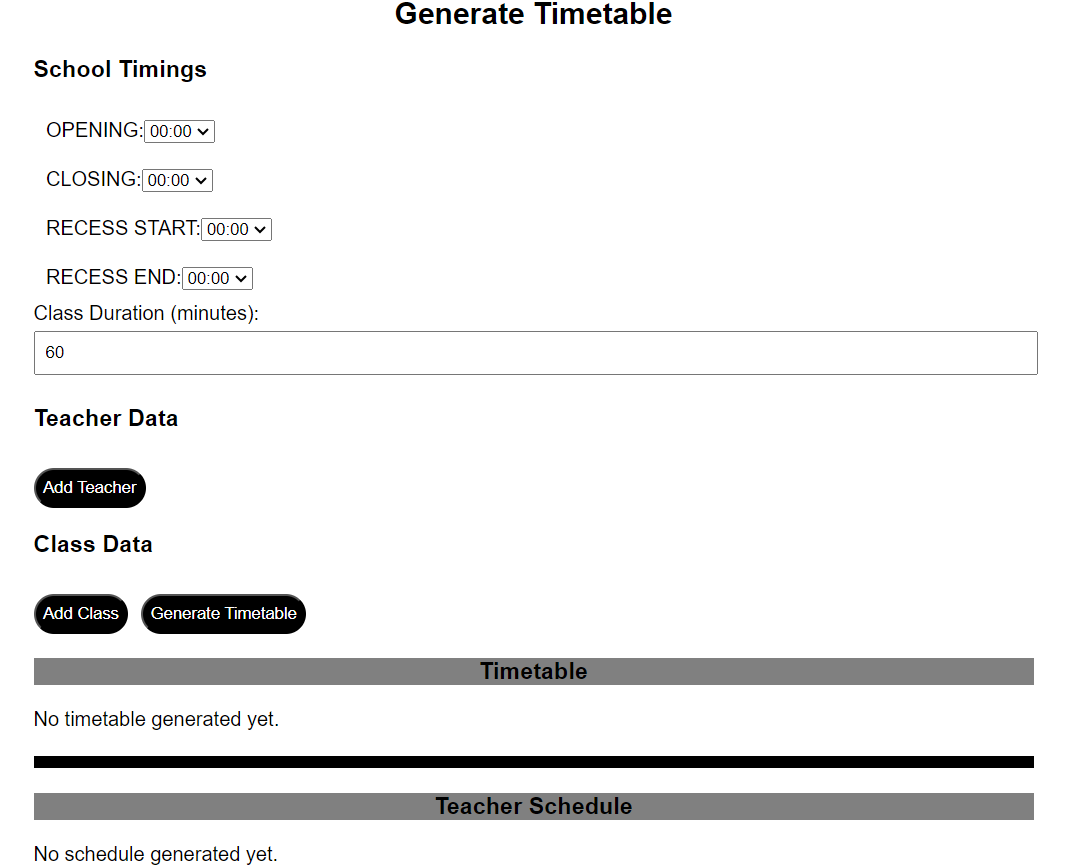 Generate Timetable
School Timings
OPENING: 00:00
CLOSING: 00:00
RECESS START: 00:00
RECESS END: 00:00
Class Duration (minutes):
60
Teacher Data
Add Teacher
Class Data
Add Class Generate Timetable
Timetable
No timetable generated yet.
Teacher Schedule
No schedule generated yet.